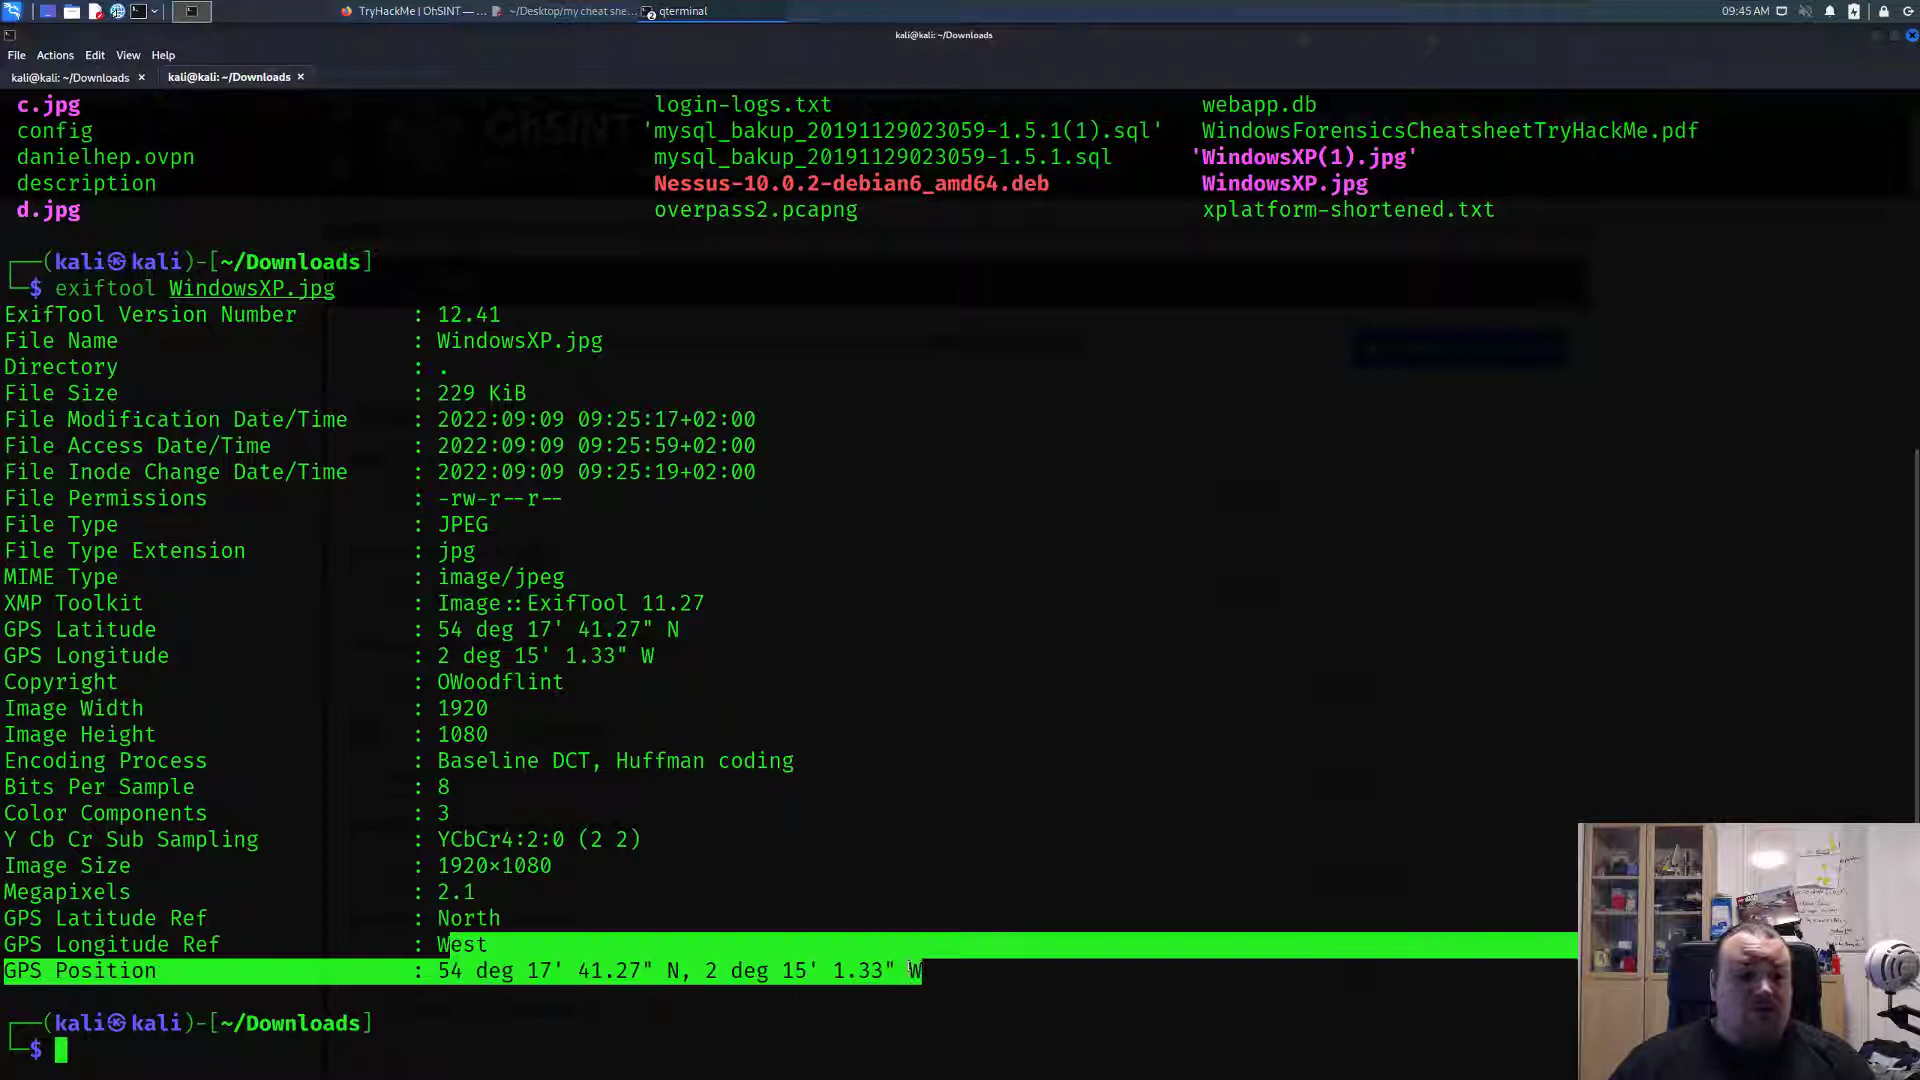 TryHackMe | OhSINT — ...
~/Desktop/my cheat she...
qterminal
09:45 AM
kali@kali: ~/Downloads
File Actions Edit View Help
kali@kali: ~/Downloads
kali@kali: ~/Downloads
c.jpg login-logs.txt webapp.db
config 'mysql_bakup_20191129023059-1.5.1(1).sql' WindowsForensicsCheatsheetTryHackMe.pdf
danielhep.ovpn mysql_bakup_20191129023059-1.5.1.sql 'WindowsXP(1).jpg'
description Nessus-10.0.2-debian6_amd64.deb WindowsXP.jpg
d.jpg overpass2.pcapng xplatform-shortened.txt
┌──(kali㉿kali)-[~/Downloads]
└─$ exiftool WindowsXP.jpg
ExifTool Version Number : 12.41
File Name : WindowsXP.jpg
Directory : .
File Size : 229 KiB
File Modification Date/Time : 2022:09:09 09:25:17+02:00
File Access Date/Time : 2022:09:09 09:25:59+02:00
File Inode Change Date/Time : 2022:09:09 09:25:19+02:00
File Permissions : -rw-r--r--
File Type : JPEG
File Type Extension : jpg
MIME Type : image/jpeg
XMP Toolkit : Image::ExifTool 11.27
GPS Latitude : 54 deg 17' 41.27" N
GPS Longitude : 2 deg 15' 1.33" W
Copyright : OWoodflint
Image Width : 1920
Image Height : 1080
Encoding Process : Baseline DCT, Huffman coding
Bits Per Sample : 8
Color Components : 3
Y Cb Cr Sub Sampling : YCbCr4:2:0 (2 2)
Image Size : 1920×1080
Megapixels : 2.1
GPS Latitude Ref : North
GPS Longitude Ref : West
GPS Position : 54 deg 17' 41.27" N, 2 deg 15' 1.33" W
┌──(kali㉿kali)-[~/Downloads]
└─$